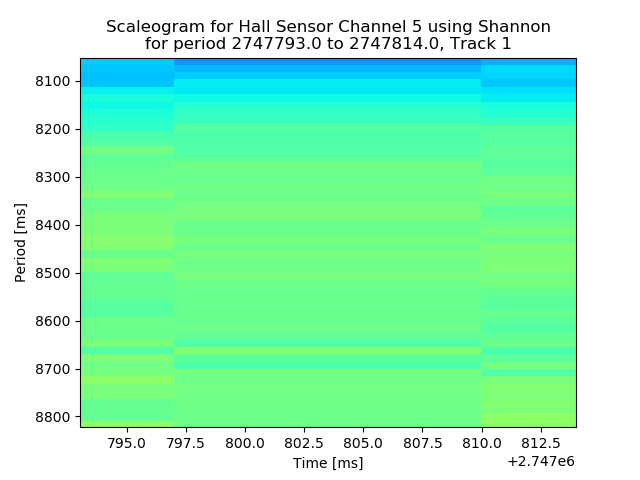 Scaleogram for Hall Sensor Channel 5 using Shannon
for period 2747793.0 to 2747814.0, Track 1
8100
8200
8300
8400
8500
8600
8700
8800
Period [ms]
795.0 797.5 800.0 802.5 805.0 807.5 810.0 812.5
Time [ms]
+2.747e6